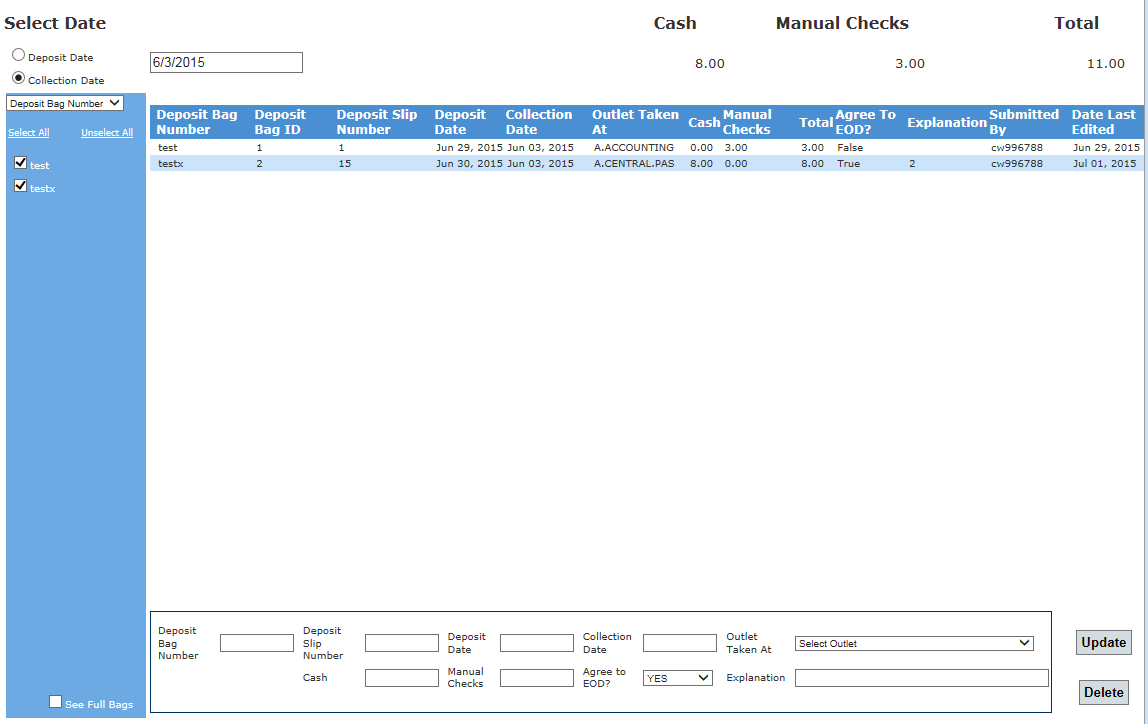 Select Date Cash Manual Checks Total
Deposit Date
Collection Date
6/3/2015 8.00 3.00 11.00
Deposit Bag Number
Select All Unselect All
test
testx
See Full Bags
Deposit Bag Deposit Deposit Slip Deposit Collection Outlet Taken Manual Agree To Submitted Date Last
Number Bag ID Number Date Date At Cash Checks Total EOD? Explanation By Edited
test 1 1 Jun 29, 2015 Jun 03, 2015 A.ACCOUNTING 0.00 3.00 3.00 False cw996788 Jun 29, 2015
testx 2 15 Jun 30, 2015 Jun 03, 2015 A.CENTRAL.PAS 8.00 0.00 8.00 True 2 cw996788 Jul 01, 2015
Deposit
Bag
Number
Deposit
Slip
Number
Deposit
Date
Collection
Date
Outlet
Taken At
Select Outlet
Cash
Manual
Checks
Agree to
EOD?
YES
Explanation
Update
Delete